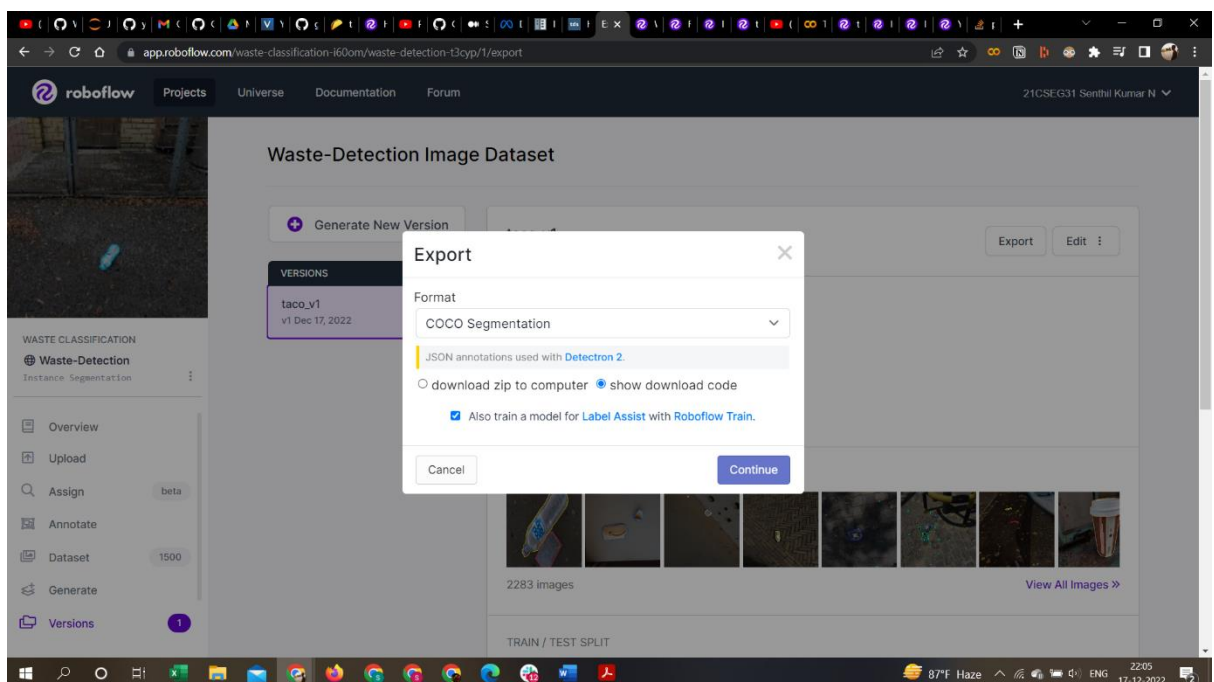 app.roboflow.com/waste-classification-i60om/waste-detection-t3cyp/1/export
roboflow Projects Universe Documentation Forum 21CSEG31 Senthil Kumar N
Waste-Detection Image Dataset
Generate New Version
Export Edit
VERSIONS
taco_v1
v1 Dec 17, 2022
Export
Format
COCO Segmentation
JSON annotations used with Detectron 2.
download zip to computer show download code
Also train a model for Label Assist with Roboflow Train.
Cancel Continue
WASTE CLASSIFICATION
Waste-Detection
Instance Segmentation
Overview
Upload
Assign beta
Annotate
Dataset 1500
Generate
Versions 1
2283 images View All Images »
TRAIN / TEST SPLIT
87°F Haze ENG
22:05
17-12-2022